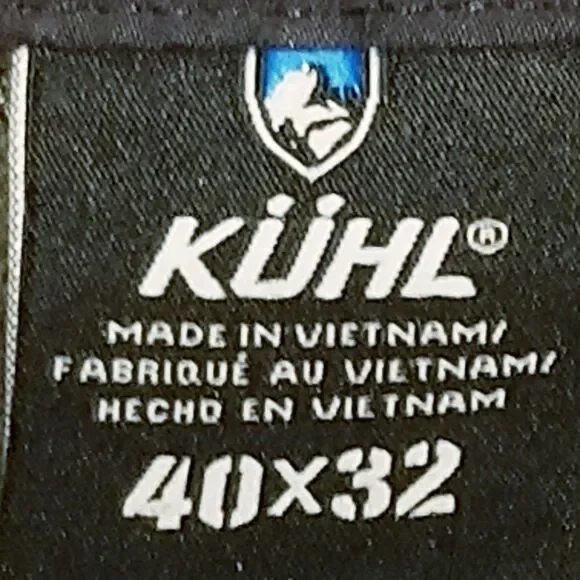 KÜHL®
MADE IN VIETNAM/
FABRIQUÉ AU VIETNAM/
HECHO EN VIETNAM
40X32